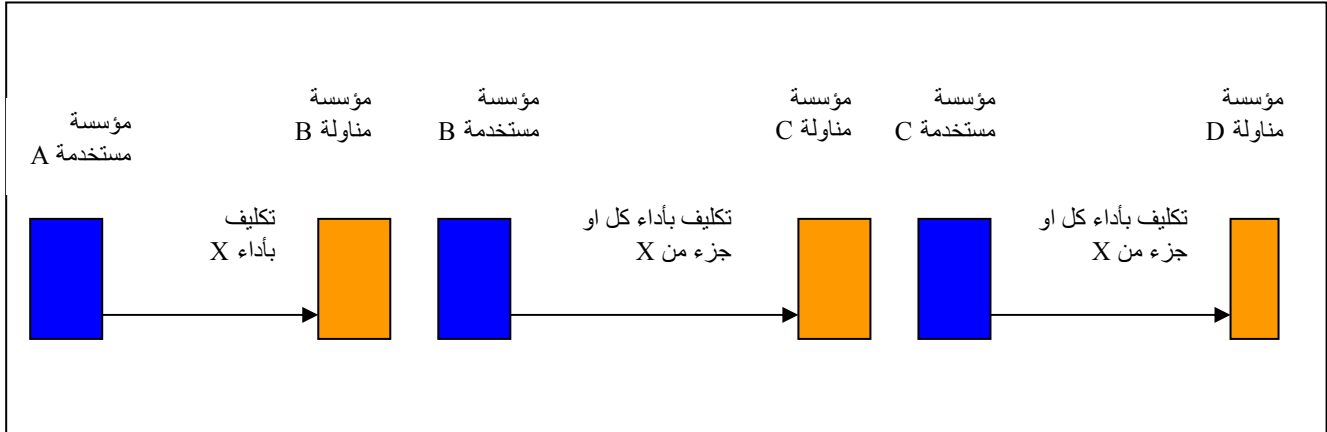 مؤسسة
مستخدمة A
مؤسسة
مناولة B
مؤسسة
مستخدمة B
مؤسسة
مناولة C
مؤسسة
مستخدمة C
مؤسسة
مناولة D
تكليف
بأداء X
تكليف بأداء كل او
جزء من X
تكليف بأداء كل او
جزء من X